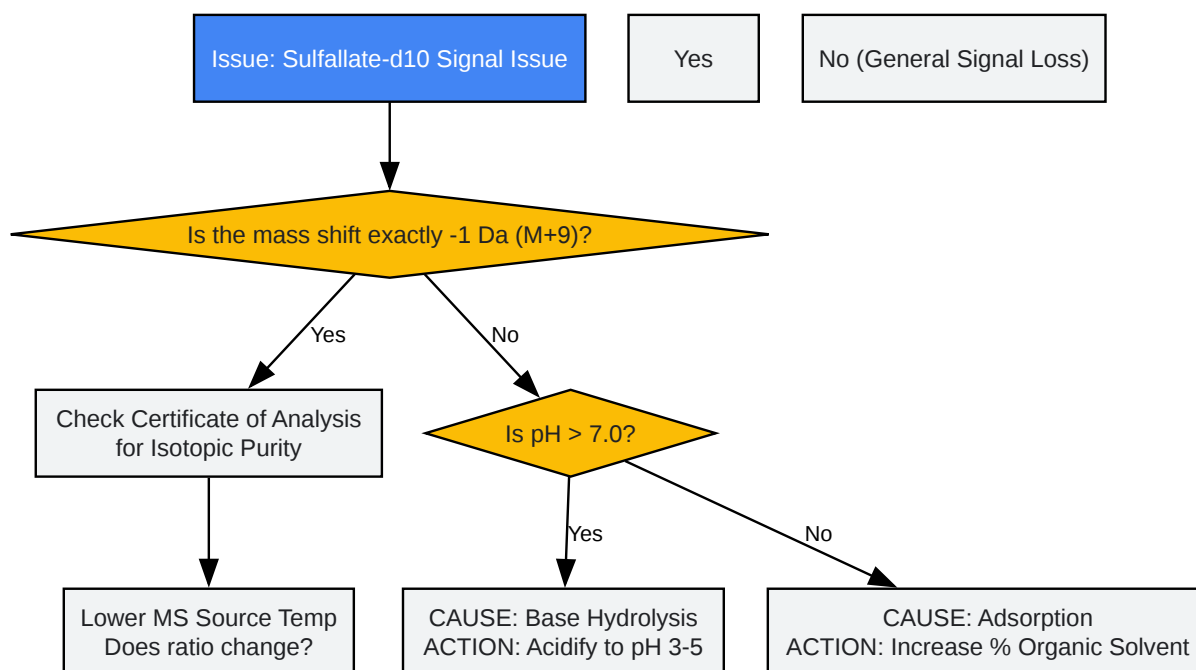 Issue: Sulfallate-d10 Signal Issue
Yes
No (General Signal Loss)
Is the mass shift exactly -1 Da (M+9)?
Yes
No
Check Certificate of Analysis
for Isotopic Purity
Is pH > 7.0?
Yes
No
Lower MS Source Temp
Does ratio change?
CAUSE: Base Hydrolysis
ACTION: Acidify to pH 3-5
CAUSE: Adsorption
ACTION: Increase % Organic Solvent